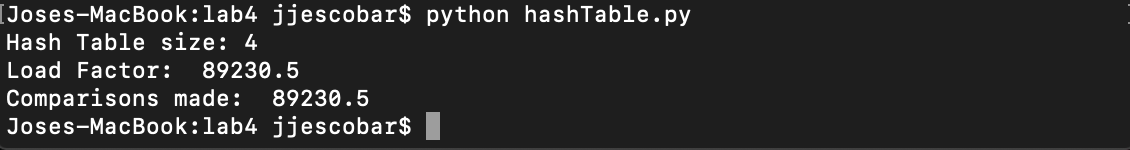 [Joses-MacBook:lab4 jjescobar$ python hashTable.py
Hash Table size: 4
Load Factor:  89230.5
Comparisons made:  89230.5
Joses-MacBook:lab4 jjescobar$